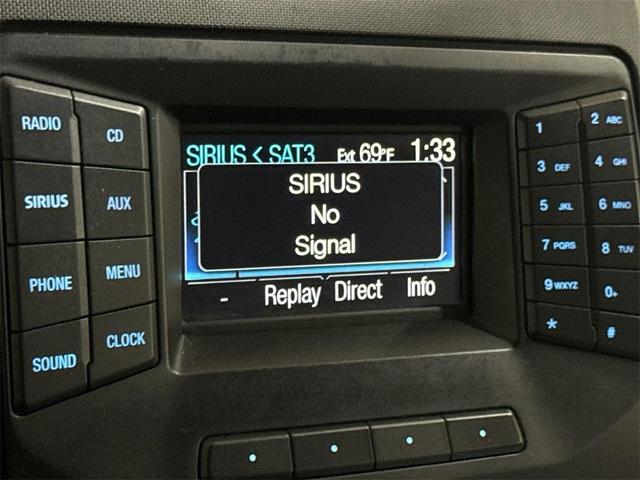 RADIO
CD
SIRIUS
AUX
PHONE
MENU
SOUND
CLOCK
SIRIUS < SAT3 Ext 69°F 1:33
SIRIUS
No
Signal
- Replay Direct Info
1
2 ABC
3 DEF
4 GHI
5 JKL
6 MNO
7 PQRS
8 TUV
9 WXYZ
0+
*
#